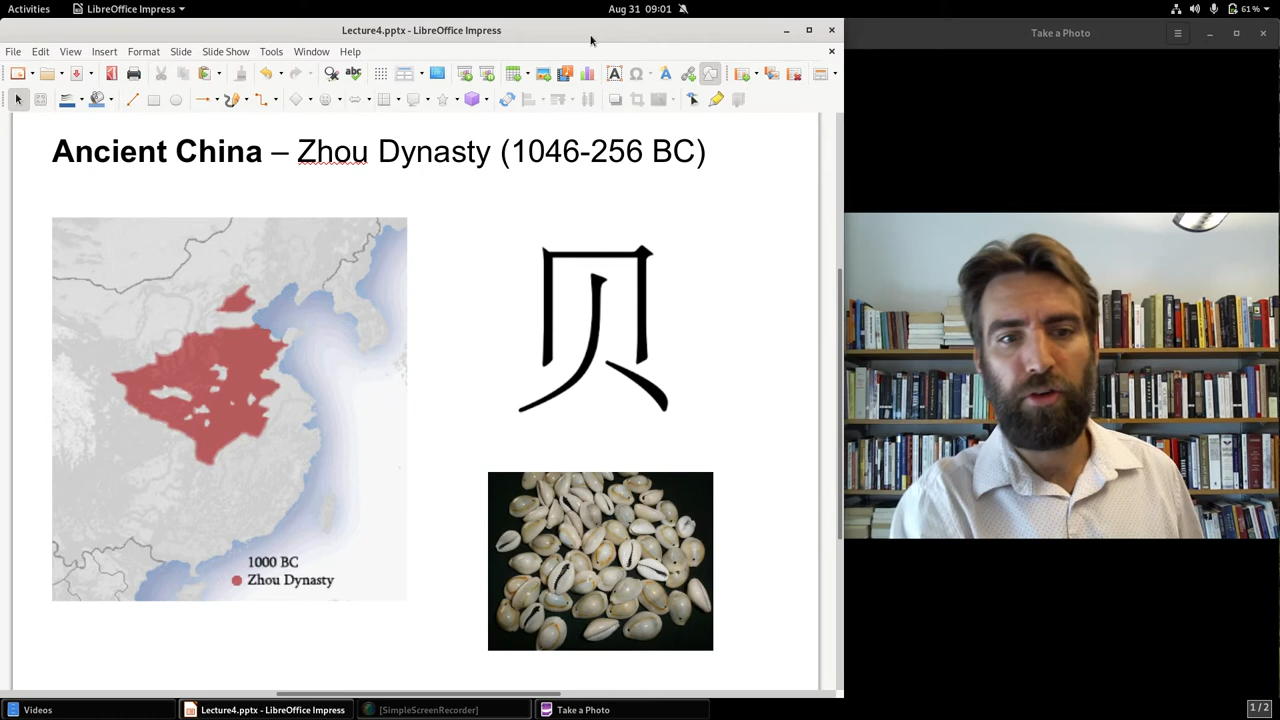 Activities
LibreOffice Impress
Aug 31 09:01
61%
Lecture4.pptx - LibreOffice Impress
Take a Photo
File Edit View Insert Format Slide Slide Show Tools Window Help
Ancient China – Zhou Dynasty (1046-256 BC)
贝
1000 BC
Zhou Dynasty
Videos
Lecture4.pptx - LibreOffice Impress
[SimpleScreenRecorder]
Take a Photo
1 / 2